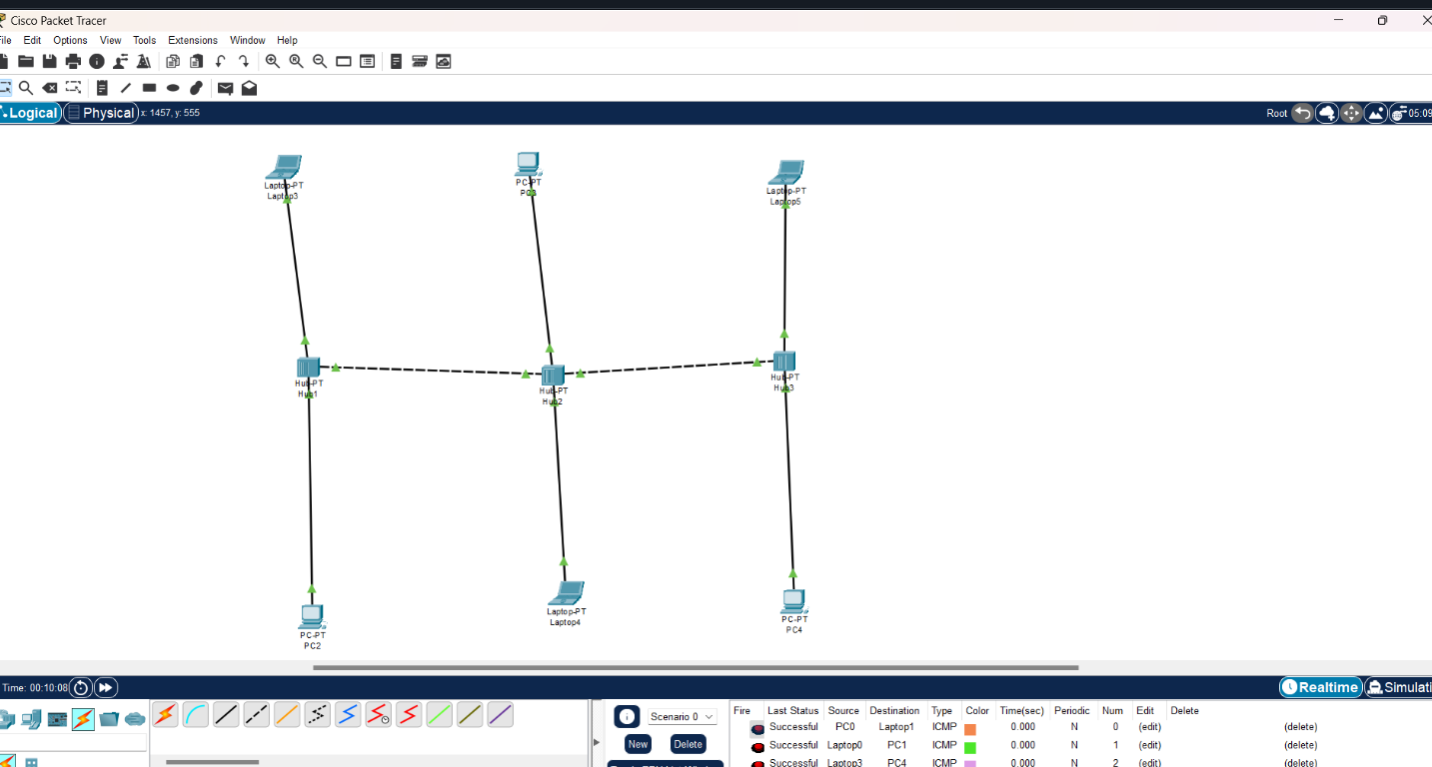 Cisco Packet Tracer
File Edit Options View Tools Extensions Window Help
Logical Physical x: 1457, y: 555 Root 05:09
Laptop-PT
Laptop3
PC-PT
Laptop-PT
Laptop5
Hub-PT
Hub1
Hub-PT
Hub2
Hub-PT
Hub3
Laptop-PT
Laptop4
PC-PT
PC4
PC-PT
PC2
Time: 00:10:08 Realtime Simulati
Scenario 0
New Delete
Fire Last Status Source Destination Type Color Time(sec) Periodic Num Edit Delete
Successful PC0 Laptop1 ICMP 0.000 N 0 (edit) (delete)
Successful Laptop0 PC1 ICMP 0.000 N 1 (edit) (delete)
Successful Laptop3 PC4 ICMP 0.000 N 2 (edit) (delete)